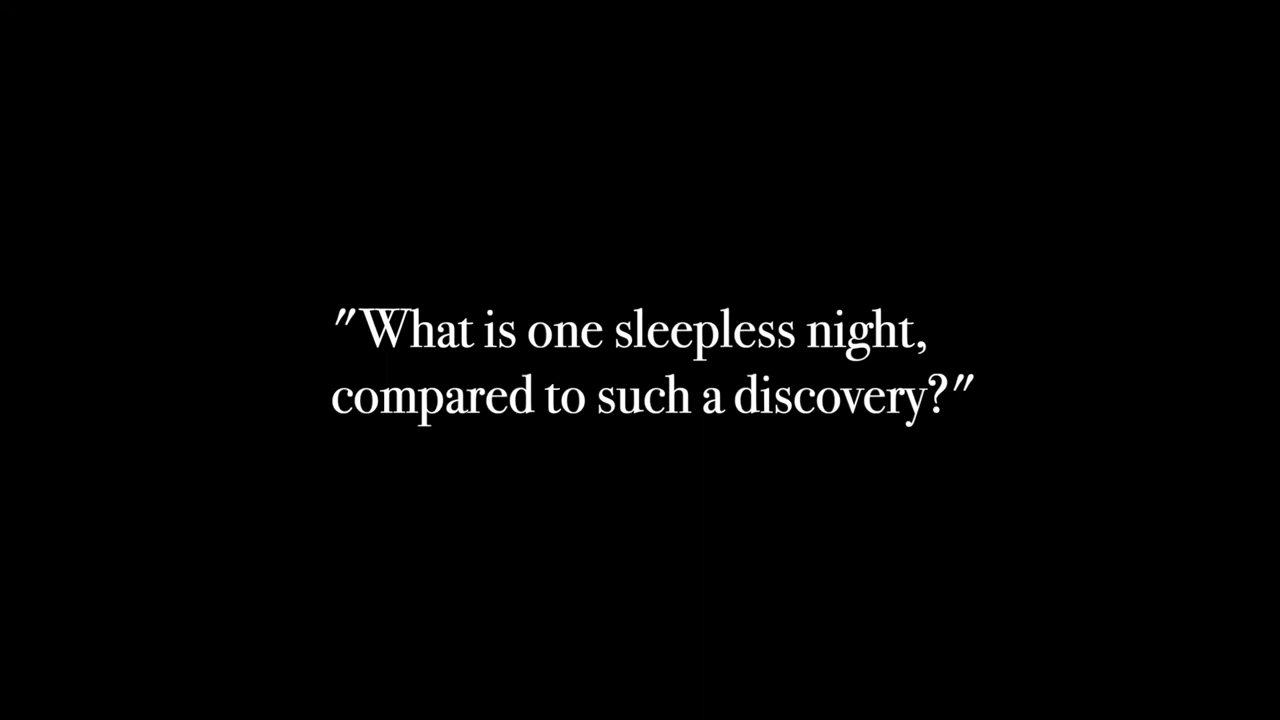 "What is one sleepless night,
compared to such a discovery?"